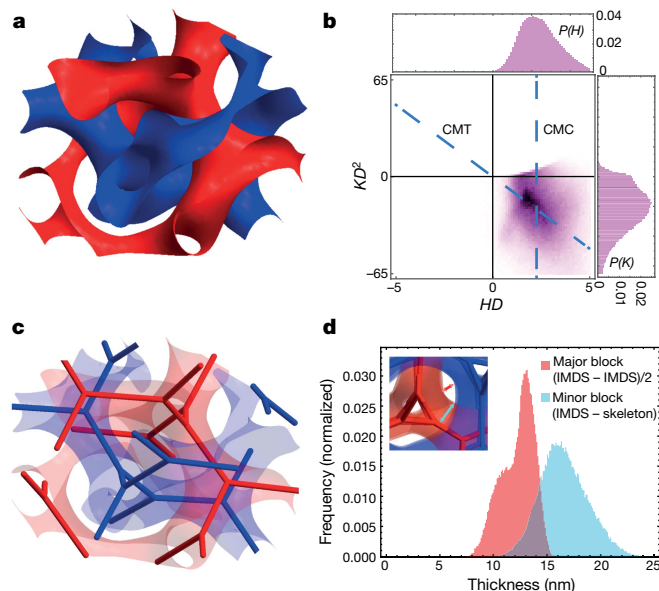 a
b
P(H)
0.04
0.02
0
65
CMT
CMC
KD²
0
-65
-5
0
5
HD
P(K)
0
0.01
0.02
c
d
Frequency (normalized)
0.030
0.025
0.020
0.015
0.010
0.005
0.000
Major block
(IMDS – IMDS)/2
Minor block
(IMDS – skeleton)
0
5
10
15
20
25
Thickness (nm)